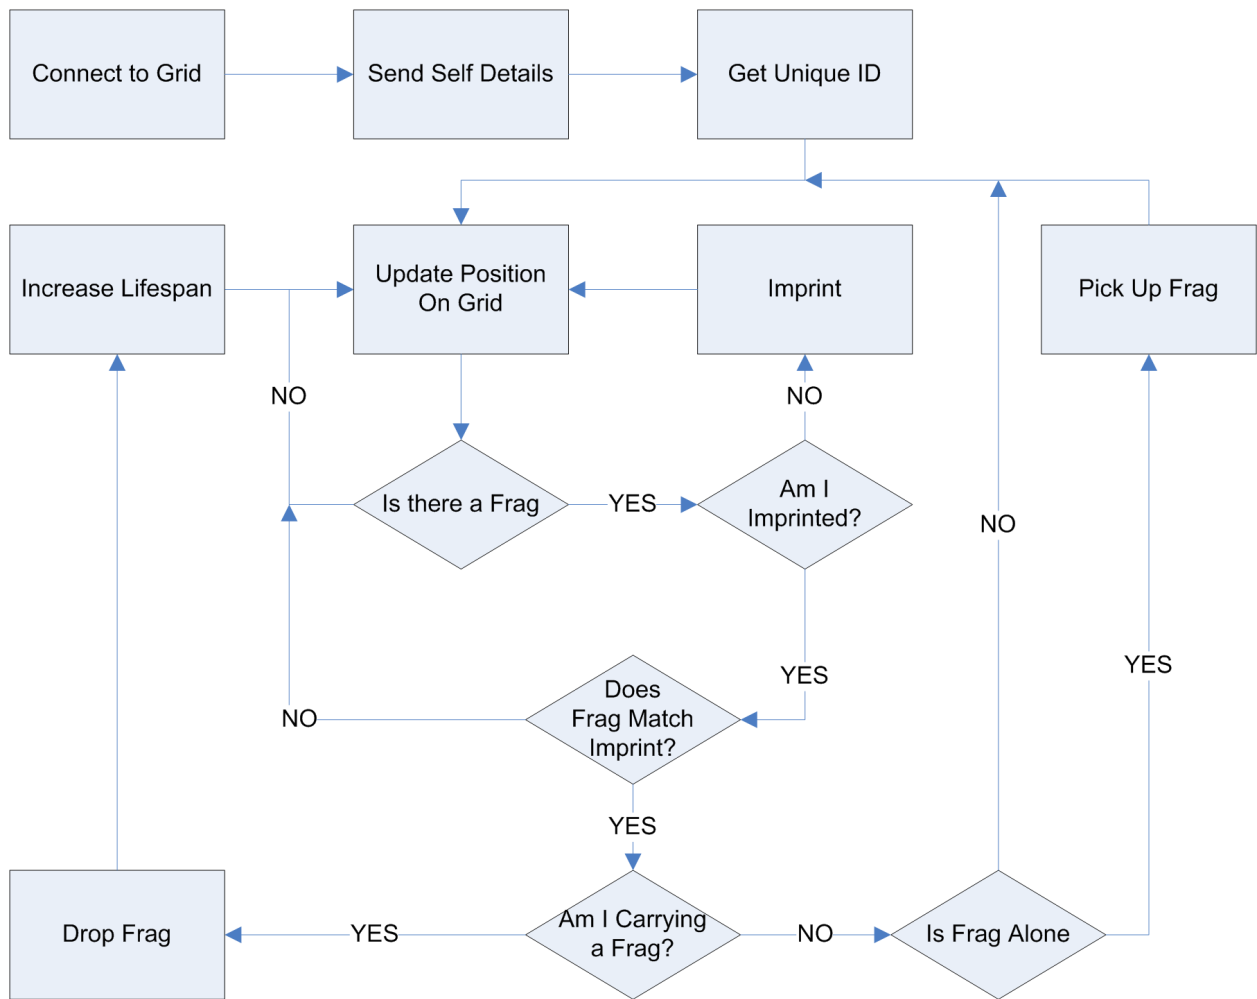 Connect to Grid
Send Self Details
Get Unique ID
Increase Lifespan
Update Position
On Grid
Imprint
Pick Up Frag
NO
NO
Is there a Frag
YES
Am I
Imprinted?
NO
YES
YES
Does
Frag Match
Imprint?
NO
YES
Drop Frag
YES
Am I Carrying
a Frag?
NO
Is Frag Alone